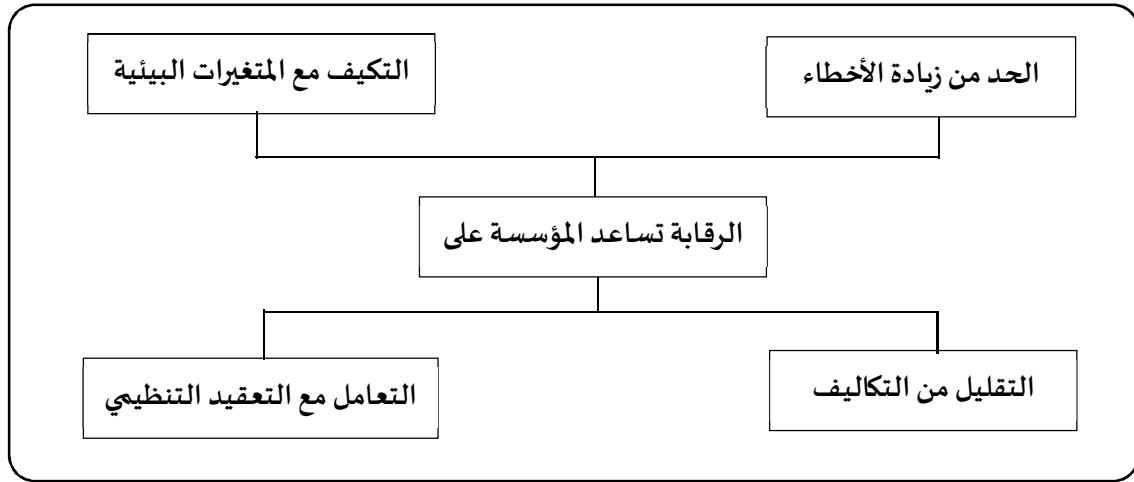 الحد من زيادة الأخطاء
التكيف مع المتغيرات البيئية
الرقابة تساعد المؤسسة على
التقليل من التكاليف
التعامل مع التعقيد التنظيمي